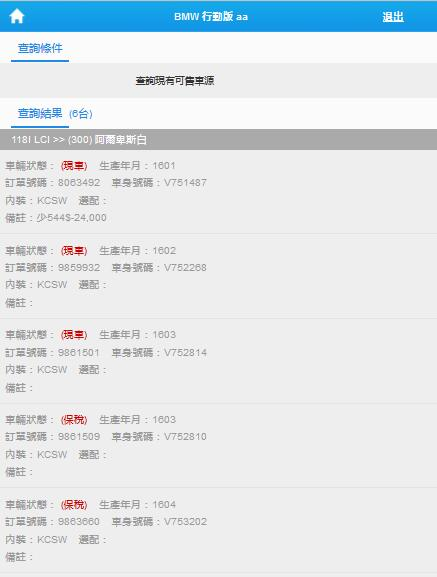 BMW 行動版 aa
退出
查詢條件
查詢現有可售車源
查詢結果 (6台)
118I LCI >> (300) 阿爾卑斯白
車輛狀態： (現車) 生產年月：1601
訂單號碼：8063492 車身號碼：V751487
內裝：KCSW 選配：
備註：少544$-24,000
車輛狀態： (現車) 生產年月：1602
訂單號碼：9859932 車身號碼：V752268
內裝：KCSW 選配：
備註：
車輛狀態： (現車) 生產年月：1603
訂單號碼：9861501 車身號碼：V752814
內裝：KCSW 選配：
備註：
車輛狀態： (保稅) 生產年月：1603
訂單號碼：9861509 車身號碼：V752810
內裝：KCSW 選配：
備註：
車輛狀態： (保稅) 生產年月：1604
訂單號碼：9863660 車身號碼：V753202
內裝：KCSW 選配：
備註：